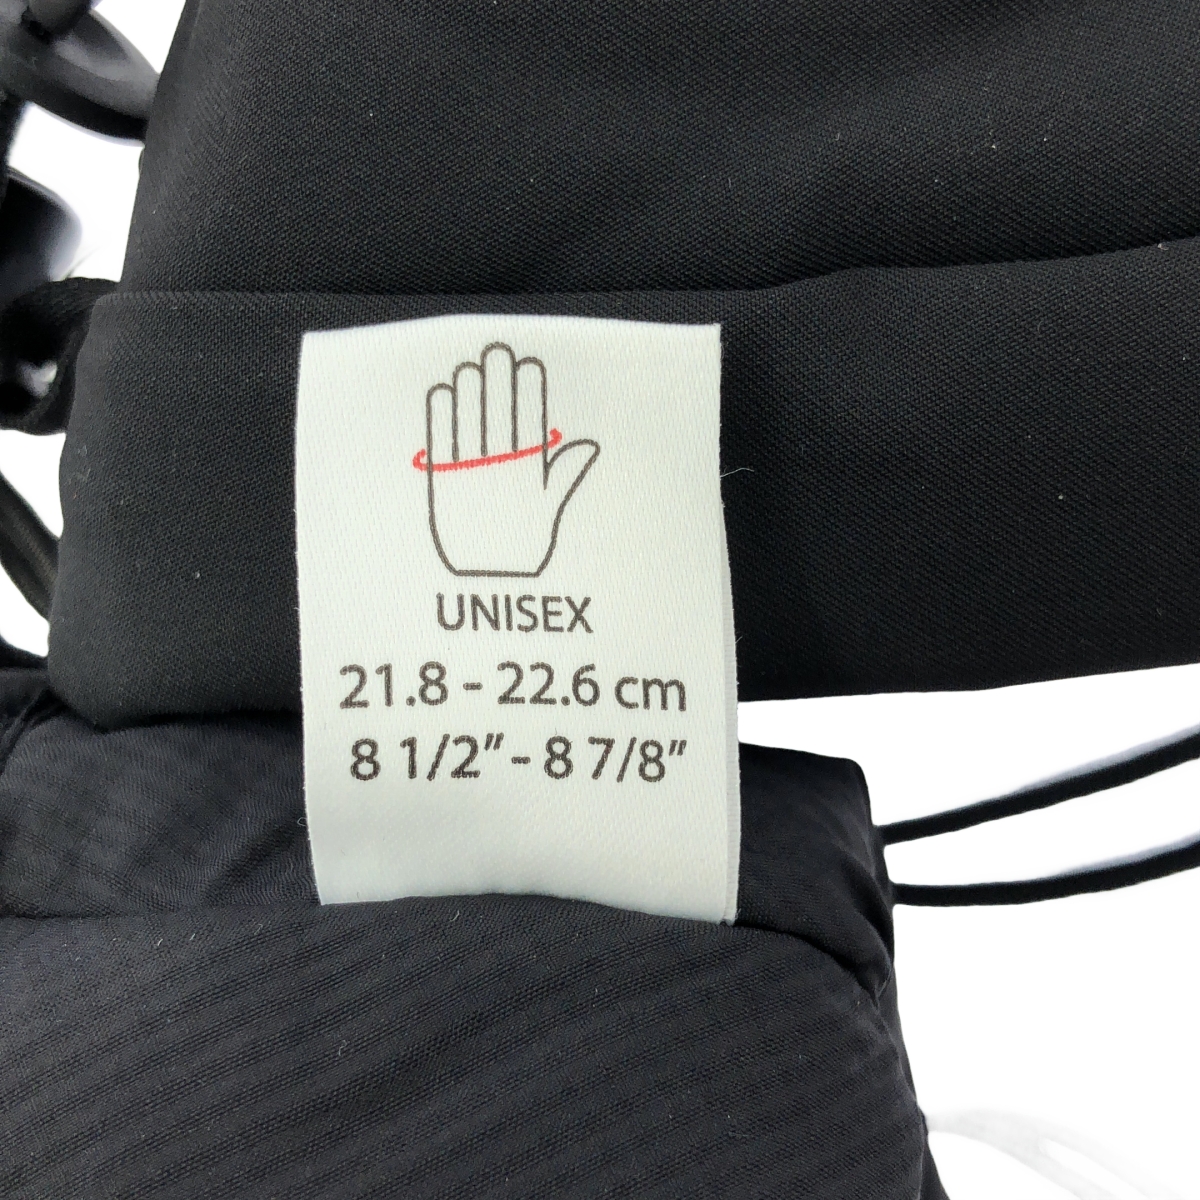 UNISEX
21.8 - 22.6 cm
8 1/2" - 8 7/8"